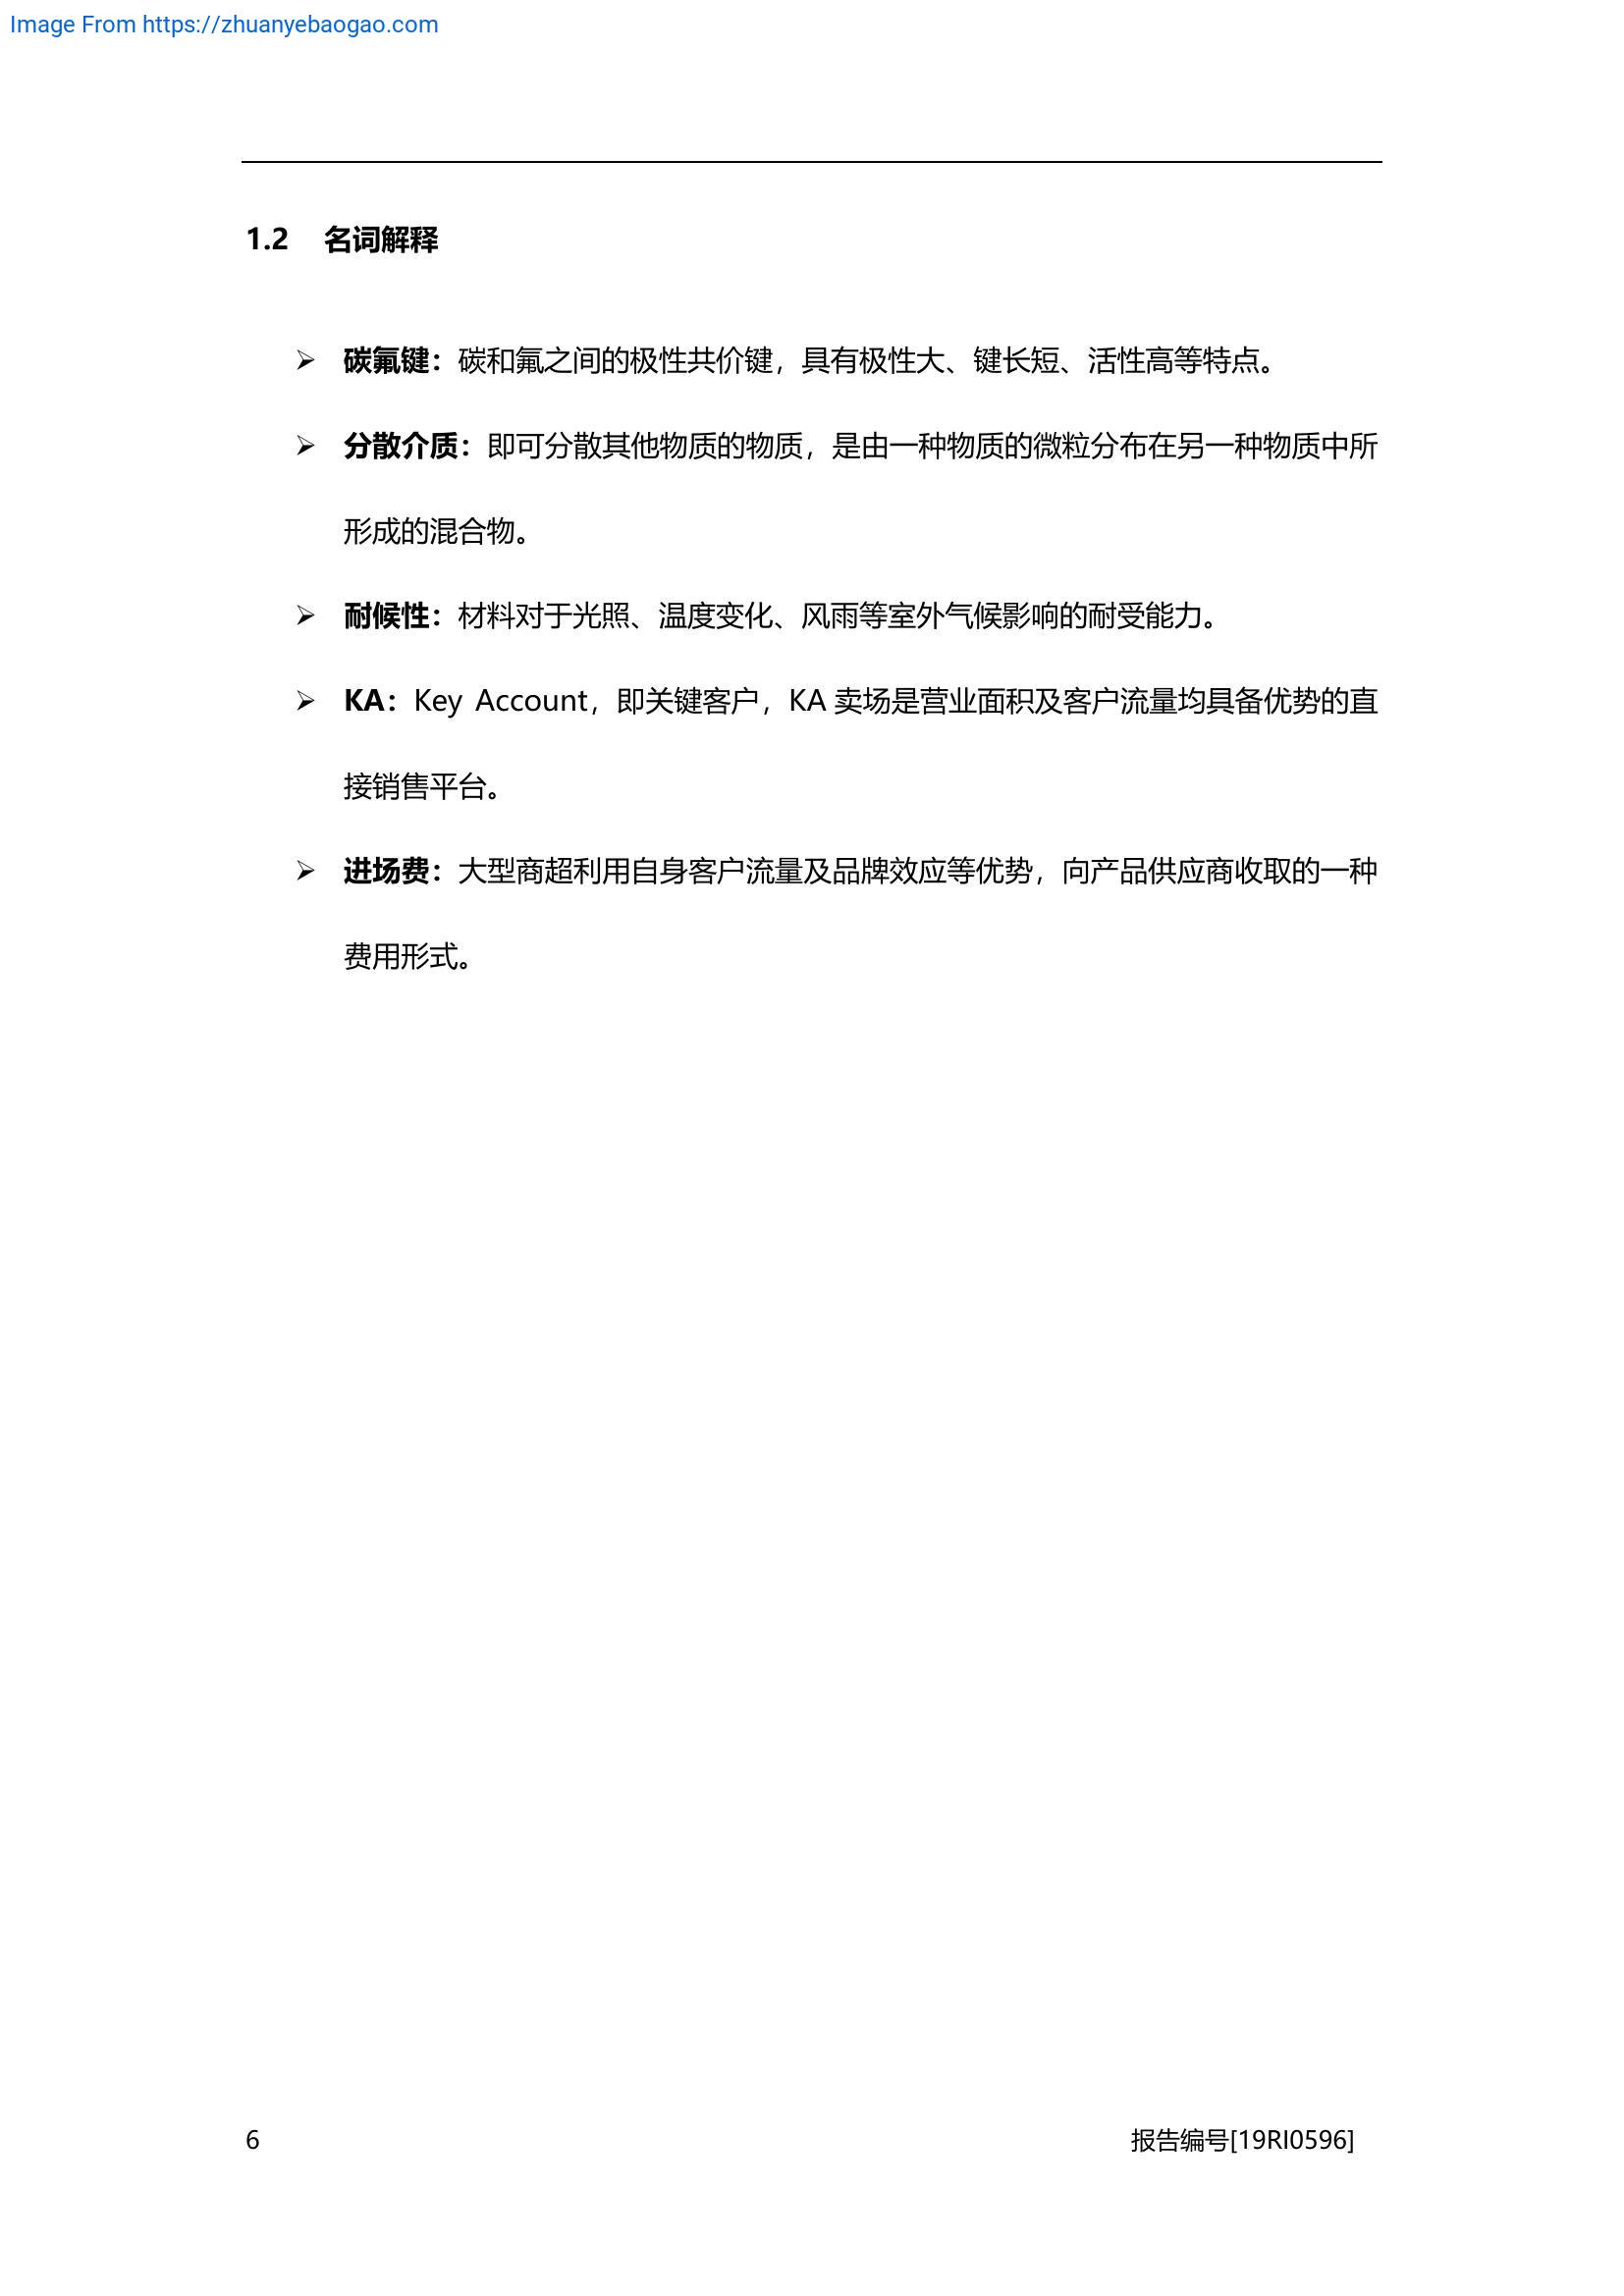 Image From https://zhuanyebaogao.com
1.2 名词解释
➢ 碳氟键：碳和氟之间的极性共价键，具有极性大、键长短、活性高等特点。
➢ 分散介质：即可分散其他物质的物质，是由一种物质的微粒分布在另一种物质中所
形成的混合物。
➢ 耐候性：材料对于光照、温度变化、风雨等室外气候影响的耐受能力。
➢ KA：Key Account，即关键客户，KA 卖场是营业面积及客户流量均具备优势的直
接销售平台。
➢ 进场费：大型商超利用自身客户流量及品牌效应等优势，向产品供应商收取的一种
费用形式。
6 报告编号[19RI0596]